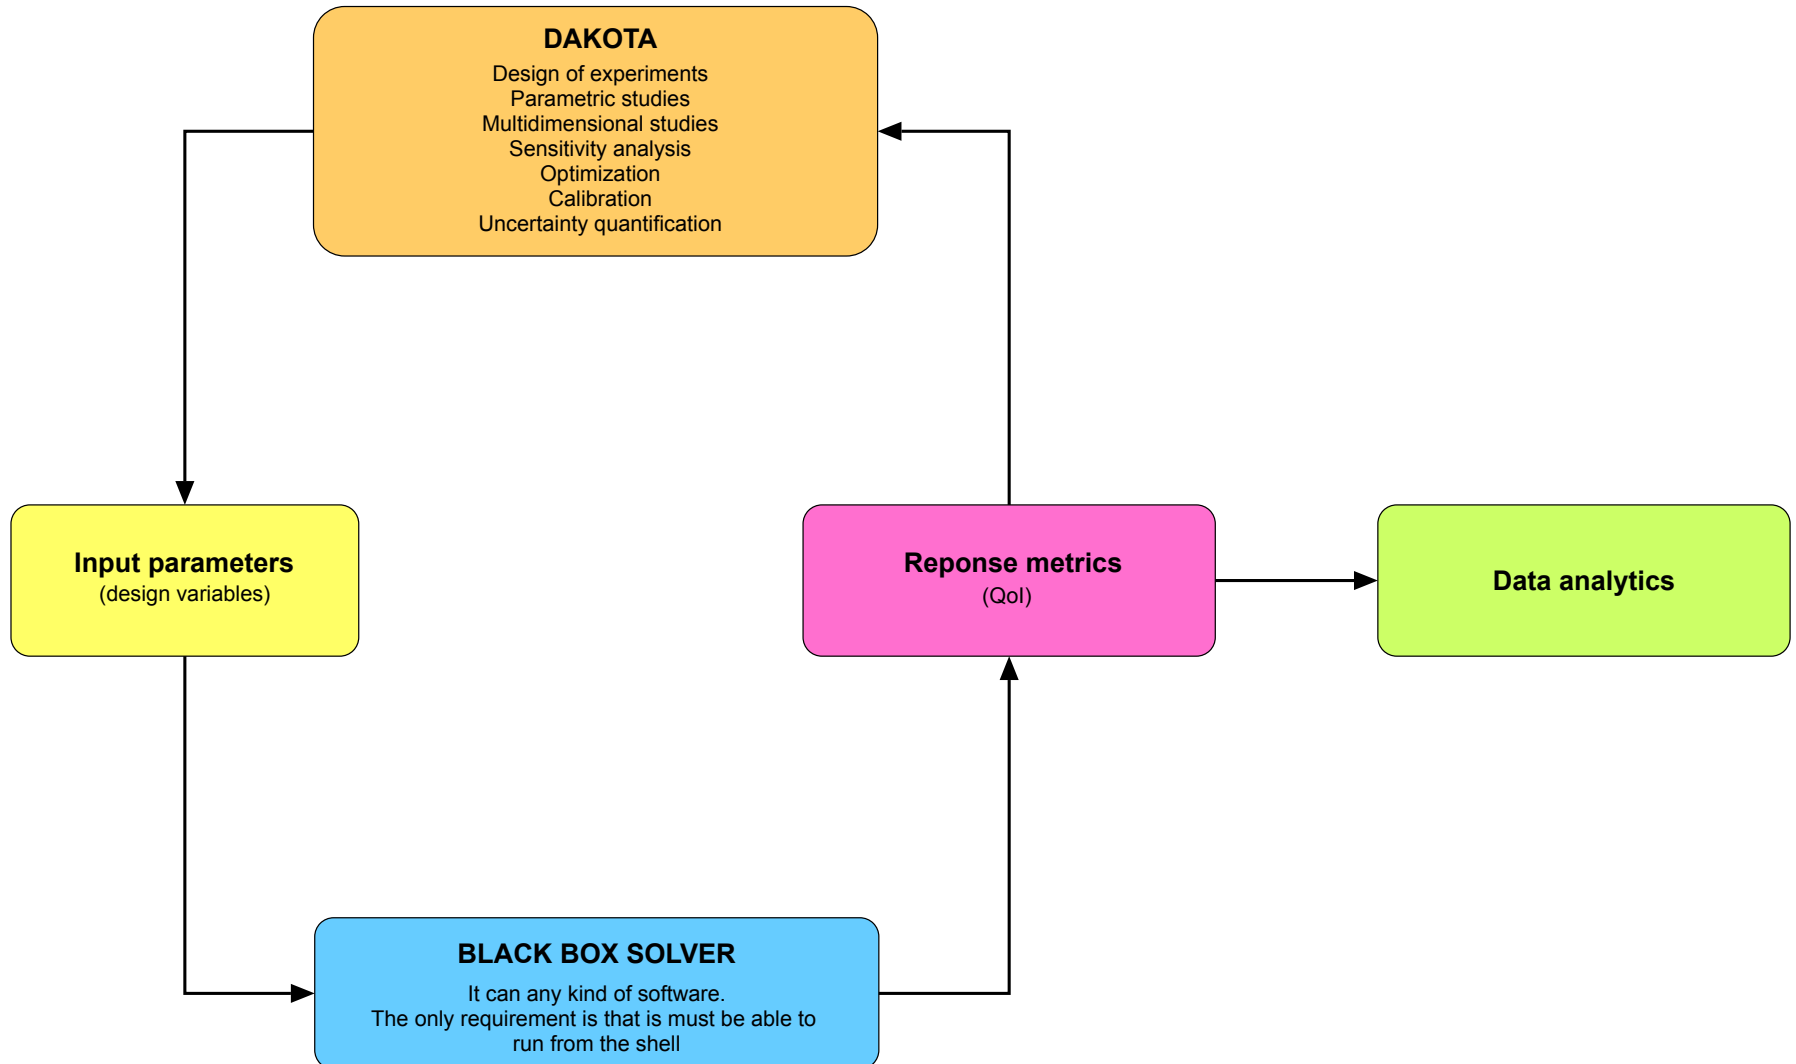 DAKOTA
Design of experiments
Parametric studies
Multidimensional studies
Sensitivity analysis
Optimization
Calibration
Uncertainty quantification
Input parameters
(design variables)
Reponse metrics
(QoI)
Data analytics
BLACK BOX SOLVER
It can any kind of software.
The only requirement is that is must be able to
run from the shell